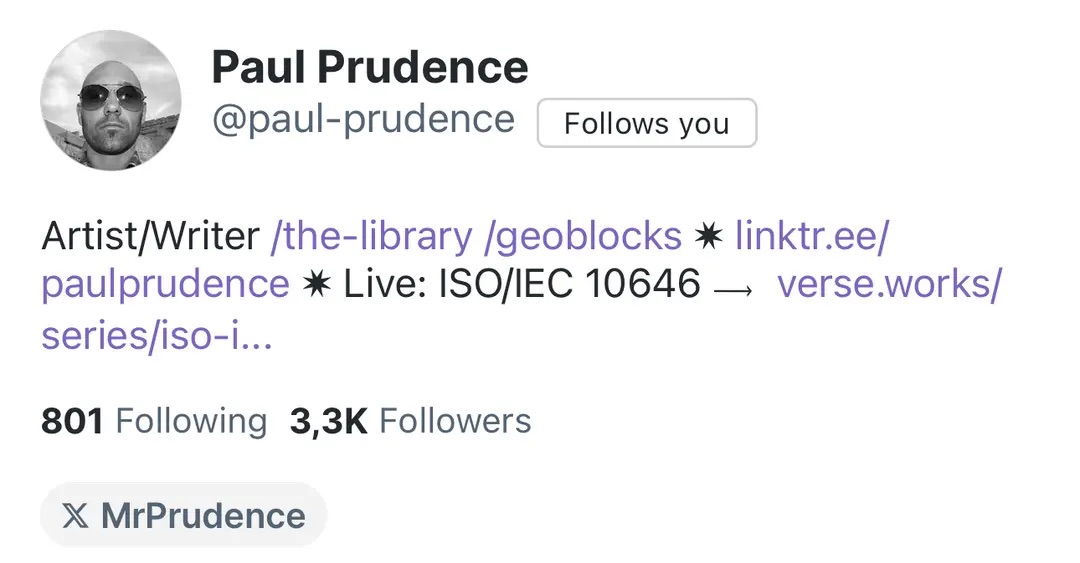 Paul Prudence
@paul-prudence Follows you
Artist/Writer /the-library /geoblocks ✷ linktr.ee/
paulprudence ✷ Live: ISO/IEC 10646 ⟶ verse.works/
series/iso-i...
801 Following 3,3K Followers
𝕏 MrPrudence